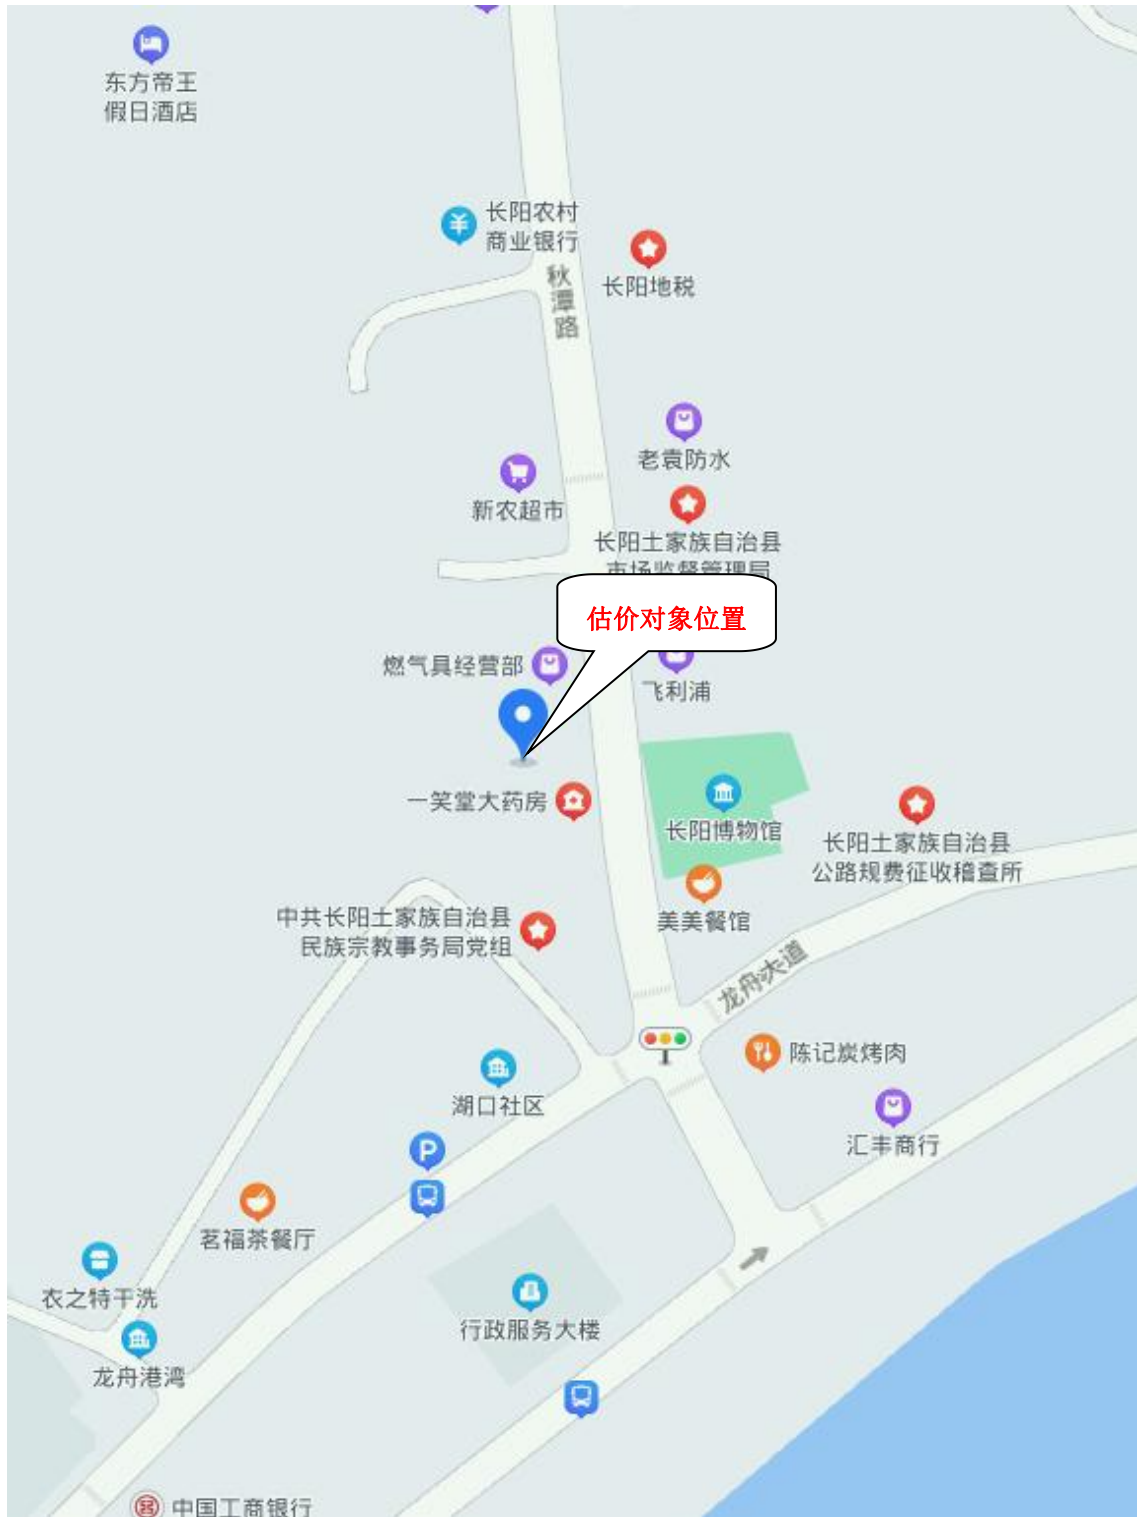 东方帝王
假日酒店
长阳农村
商业银行
长阳地税
秋潭路
老袁防水
新农超市
长阳土家族自治县
市场监督管理局
估价对象位置
燃气具经营部
飞利浦
一笑堂大药房
长阳博物馆
长阳土家族自治县
公路规费征收稽查所
美美餐馆
中共长阳土家族自治县
民族宗教事务局党组
龙舟大道
陈记炭烤肉
湖口社区
汇丰商行
P
茗福茶餐厅
衣之特干洗
行政服务大楼
龙舟港湾
中国工商银行